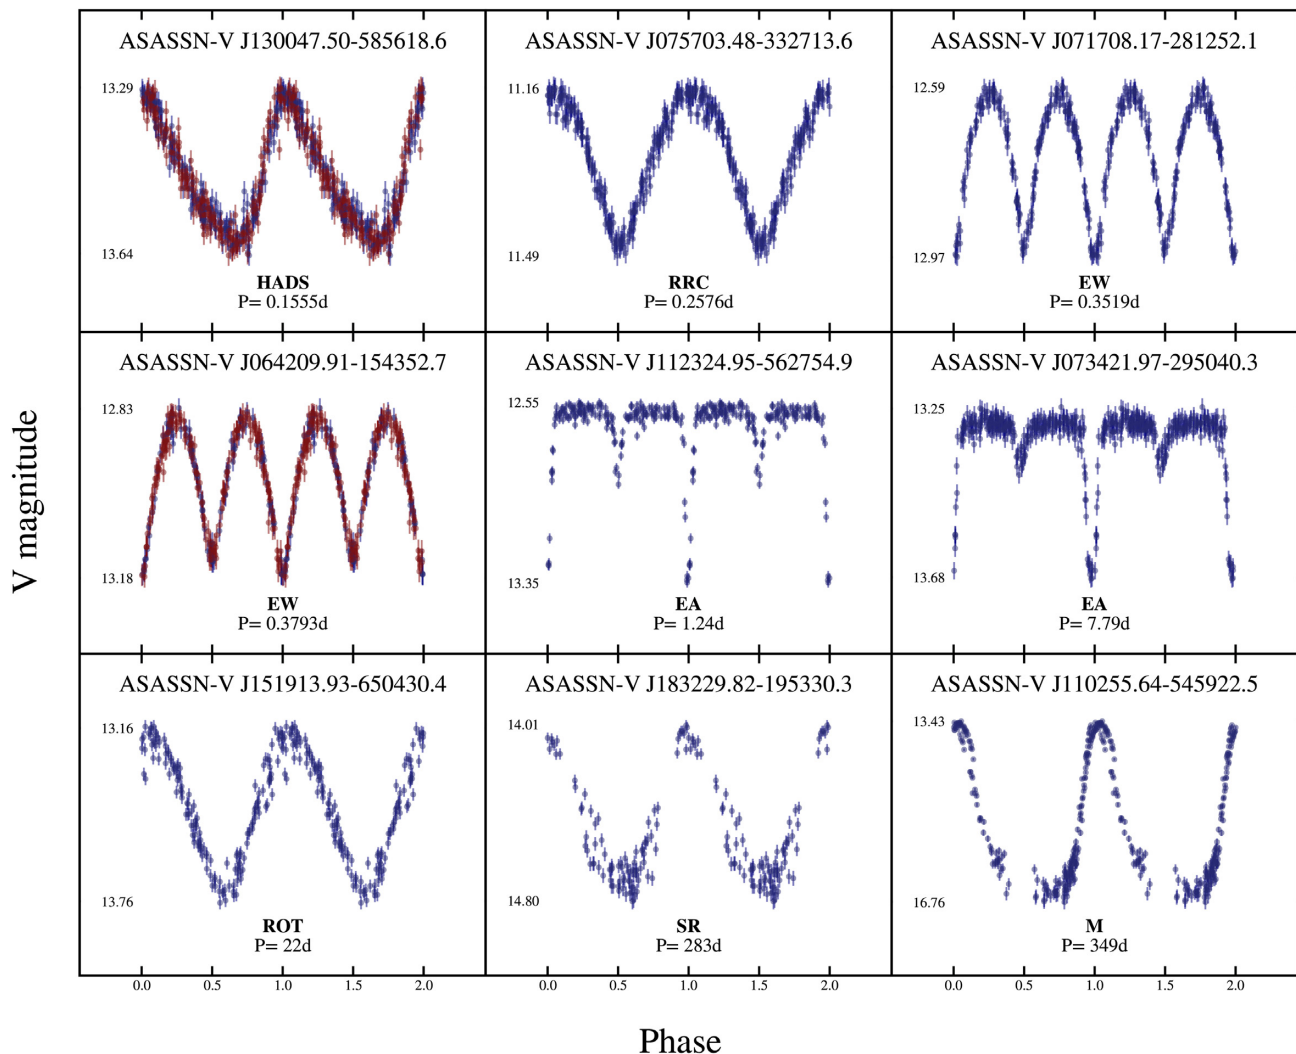 ASASSN-V J130047.50-585618.6
13.29
13.64
HADS
P= 0.1555d
ASASSN-V J075703.48-332713.6
11.16
11.49
RRC
P= 0.2576d
ASASSN-V J071708.17-281252.1
12.59
12.97
EW
P= 0.3519d
ASASSN-V J064209.91-154352.7
12.83
13.18
EW
P= 0.3793d
ASASSN-V J112324.95-562754.9
12.55
13.35
EA
P= 1.24d
ASASSN-V J073421.97-295040.3
13.25
13.68
EA
P= 7.79d
ASASSN-V J151913.93-650430.4
13.16
13.76
ROT
P= 22d
ASASSN-V J183229.82-195330.3
14.01
14.80
SR
P= 283d
ASASSN-V J110255.64-545922.5
13.43
16.76
M
P= 349d
0.0 0.5 1.0 1.5 2.0
0.0 0.5 1.0 1.5 2.0
0.0 0.5 1.0 1.5 2.0
V magnitude
Phase